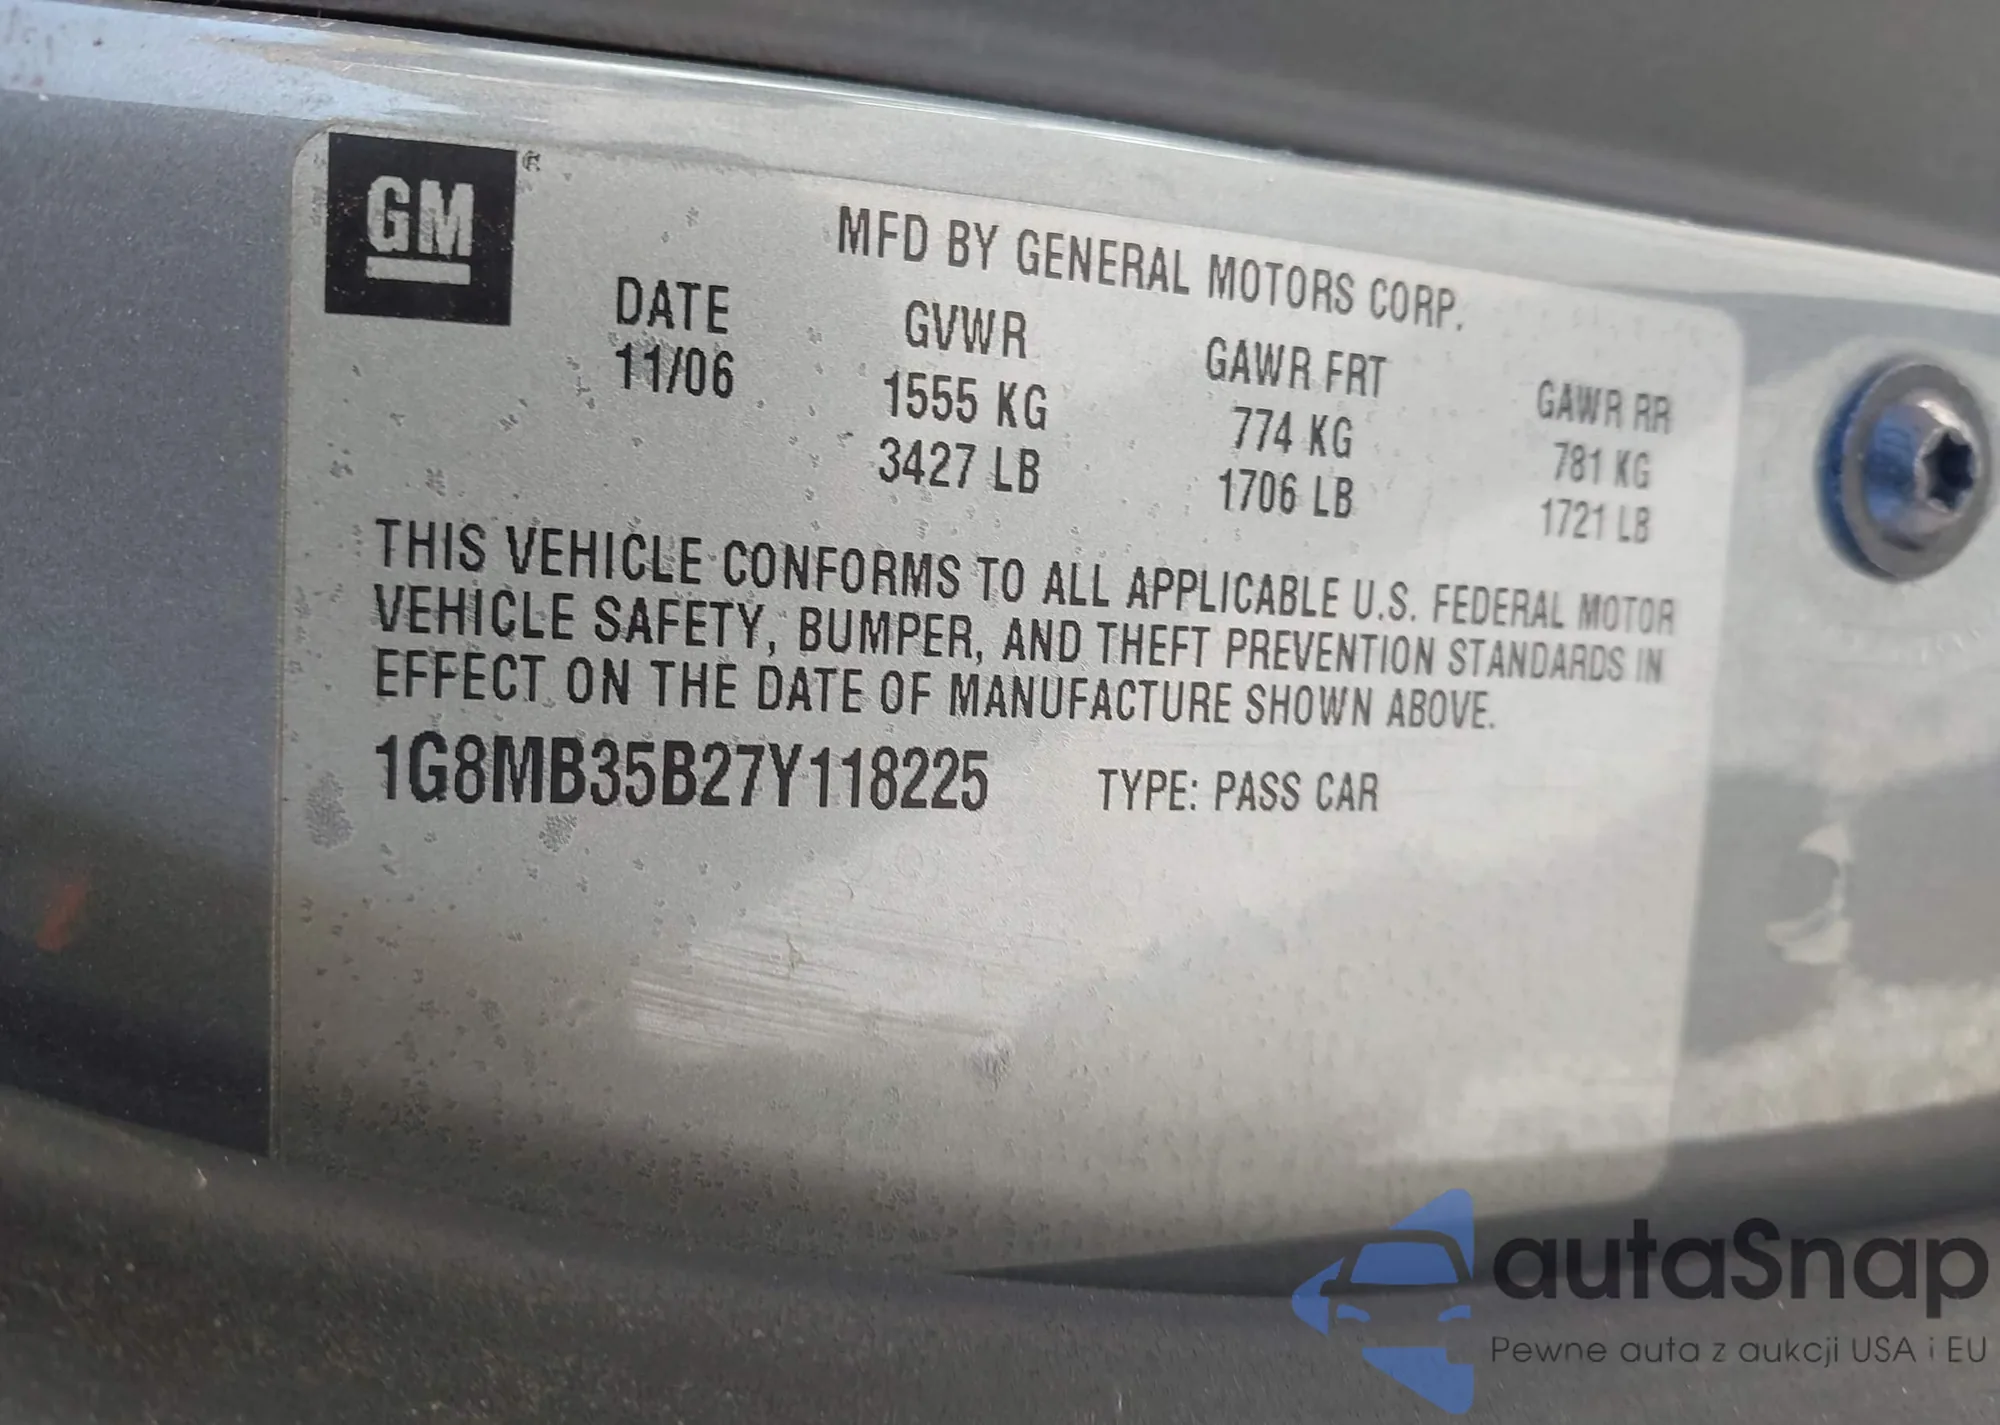 GM®
MFD BY GENERAL MOTORS CORP.
DATE GVWR GAWR FRT GAWR RR
11/06 1555 KG 774 KG 781 KG
3427 LB 1706 LB 1721 LB
THIS VEHICLE CONFORMS TO ALL APPLICABLE U.S. FEDERAL MOTOR
VEHICLE SAFETY, BUMPER, AND THEFT PREVENTION STANDARDS IN
EFFECT ON THE DATE OF MANUFACTURE SHOWN ABOVE.
1G8MB35B27Y118225 TYPE: PASS CAR
autaSnap
Pewne auta z aukcji USA i EU